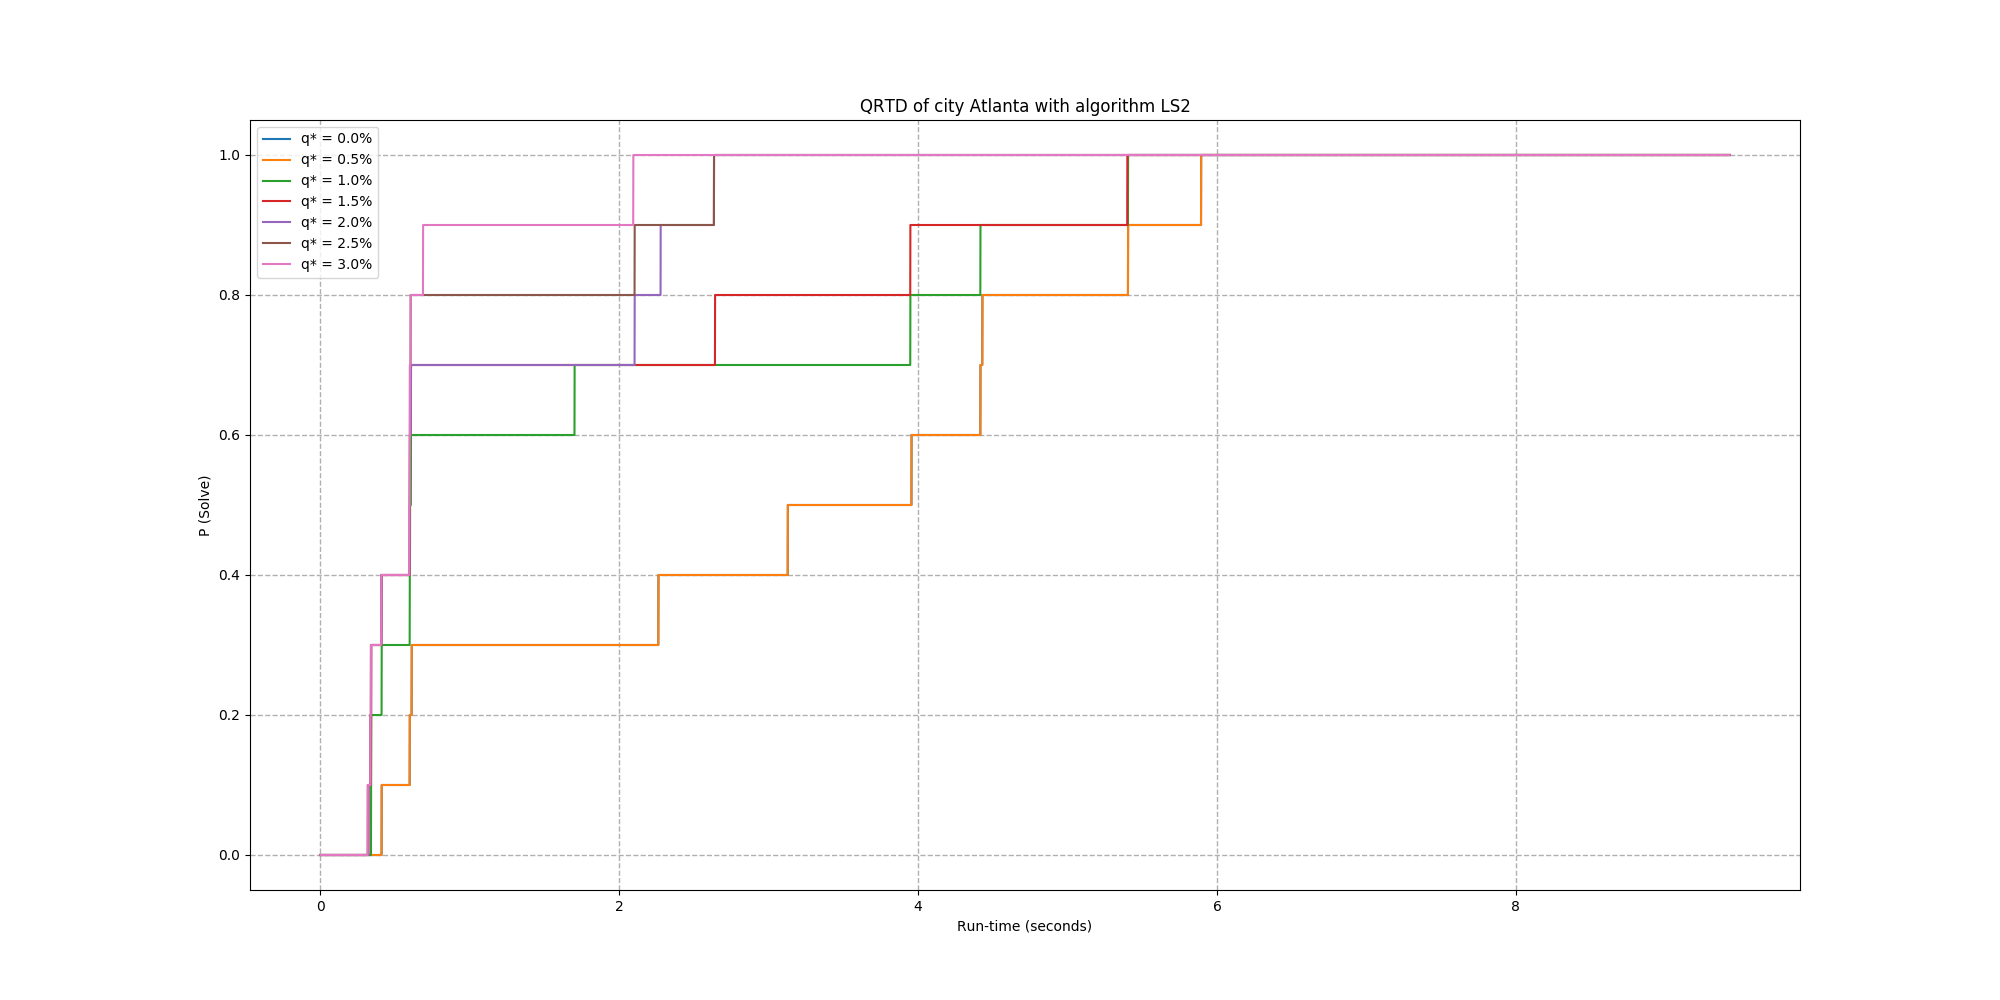 QRTD of city Atlanta with algorithm LS2
q* = 0.0%
q* = 0.5%
q* = 1.0%
q* = 1.5%
q* = 2.0%
q* = 2.5%
q* = 3.0%
1.0
0.8
0.6
0.4
0.2
0.0
P (Solve)
0 2 4 6 8
Run-time (seconds)